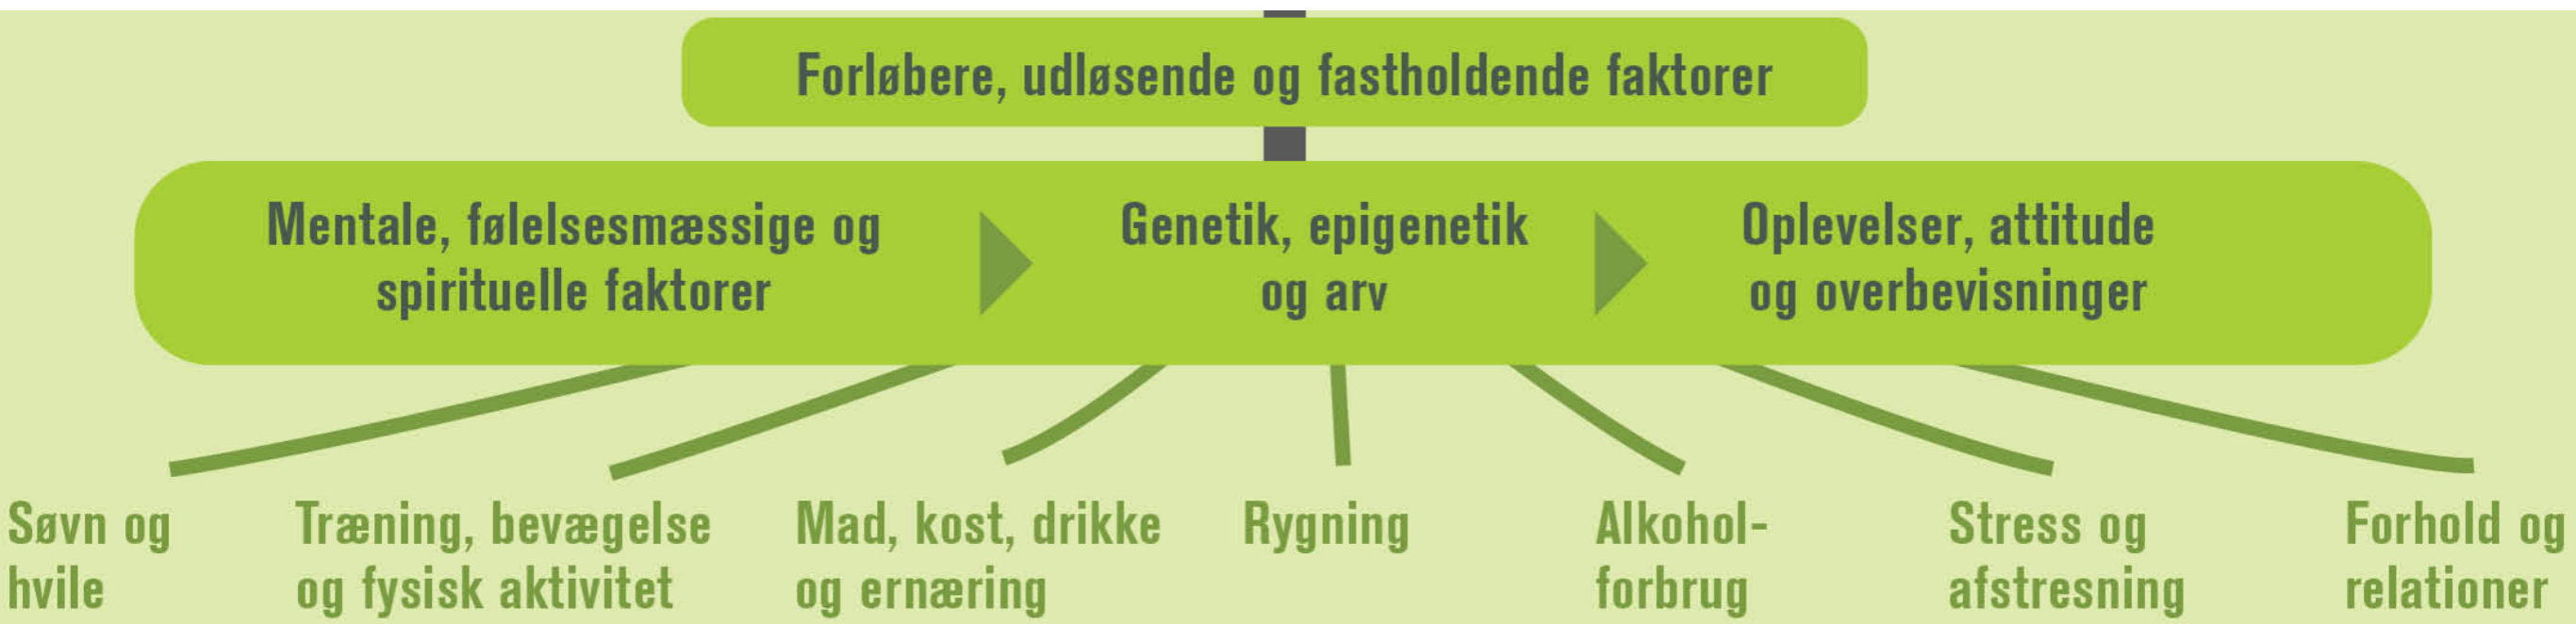 Forløbere, udløsende og fastholdende faktorer
Mentale, følelsesmæssige og
spirituelle faktorer
Genetik, epigenetik
og arv
Oplevelser, attitude
og overbevisninger
Søvn og
hvile
Træning, bevægelse
og fysisk aktivitet
Mad, kost, drikke
og ernæring
Rygning
Alkohol-
forbrug
Stress og
afstresning
Forhold og
relationer